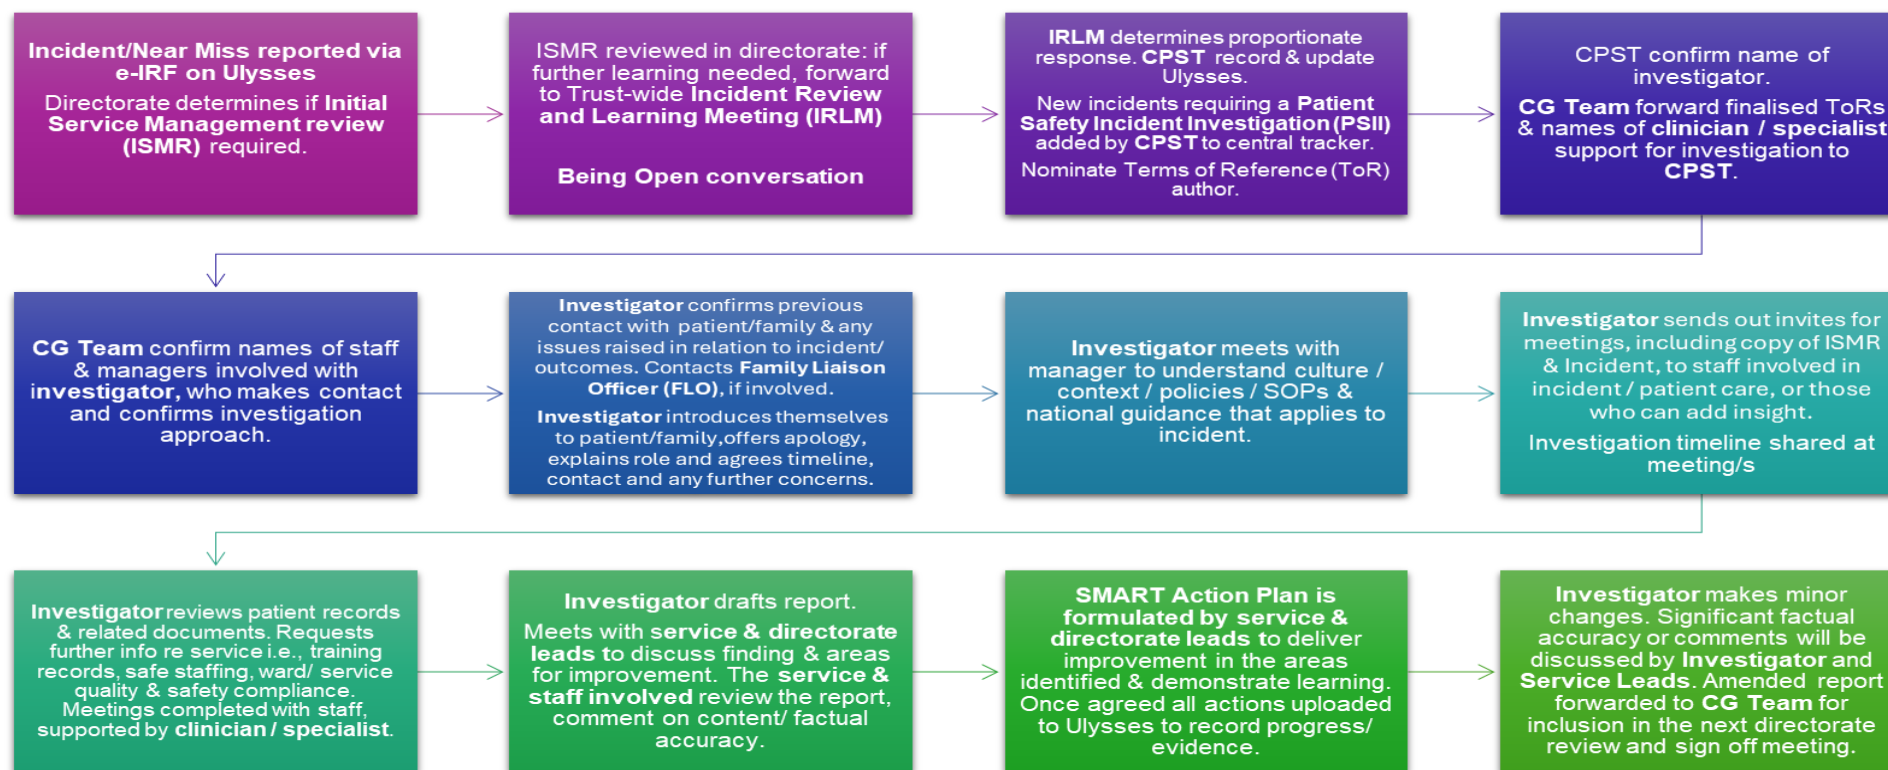 Incident/Near Miss reported via
e-IRF on Ulysses
Directorate determines if Initial
Service Management review
(ISMR) required.
ISMR reviewed in directorate: if
further learning needed, forward
to Trust-wide Incident Review
and Learning Meeting (IRLM)
Being Open conversation
IRLM determines proportionate
response. CPST record & update
Ulysses.
New incidents requiring a Patient
Safety Incident Investigation (PSII)
added by CPST to central tracker.
Nominate Terms of Reference (ToR)
author.
CPST confirm name of
investigator.
CG Team forward finalised ToRs
& names of clinician / specialist
support for investigation to
CPST.
CG Team confirm names of staff
& managers involved with
investigator, who makes contact
and confirms investigation
approach.
Investigator confirms previous
contact with patient/family & any
issues raised in relation to incident/
outcomes. Contacts Family Liaison
Officer (FLO), if involved.
Investigator introduces themselves
to patient/family,offers apology,
explains role and agrees timeline,
contact and any further concerns.
Investigator meets with
manager to understand culture /
context / policies / SOPs &
national guidance that applies to
incident.
Investigator sends out invites for
meetings, including copy of ISMR
& Incident, to staff involved in
incident / patient care, or those
who can add insight.
Investigation timeline shared at
meeting/s
Investigator reviews patient records
& related documents. Requests
further info re service i.e., training
records, safe staffing, ward/ service
quality & safety compliance.
Meetings completed with staff,
supported by clinician / specialist.
Investigator drafts report.
Meets with service & directorate
leads to discuss finding & areas
for improvement. The service &
staff involved review the report,
comment on content/ factual
accuracy.
SMART Action Plan is
formulated by service &
directorate leads to deliver
improvement in the areas
identified & demonstrate learning.
Once agreed all actions uploaded
to Ulysses to record progress/
evidence.
Investigator makes minor
changes. Significant factual
accuracy or comments will be
discussed by Investigator and
Service Leads. Amended report
forwarded to CG Team for
inclusion in the next directorate
review and sign off meeting.